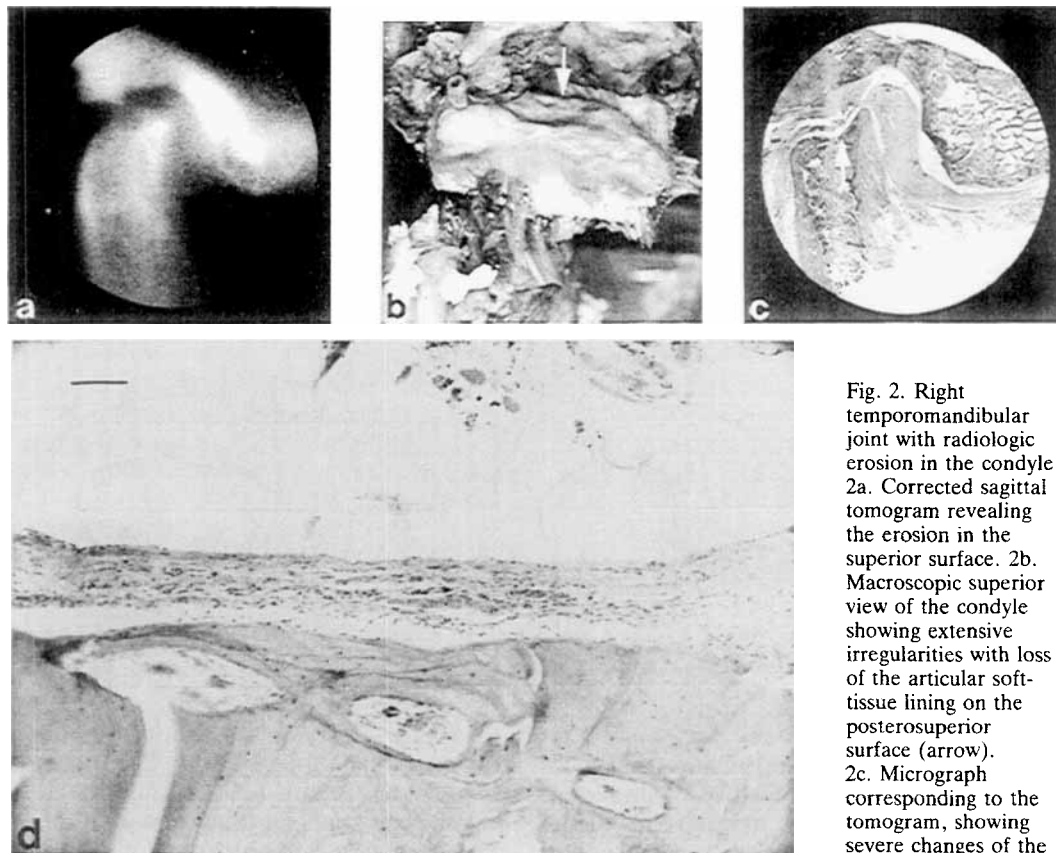 a
b
c
d
Fig. 2. Right
temporomandibular
joint with radiologic
erosion in the condyle
2a. Corrected sagittal
tomogram revealing
the erosion in the
superior surface. 2b.
Macroscopic superior
view of the condyle
showing extensive
irregularities with loss
of the articular soft-
tissue lining on the
posterosuperior
surface (arrow).
2c. Micrograph
corresponding to the
tomogram, showing
severe changes of the